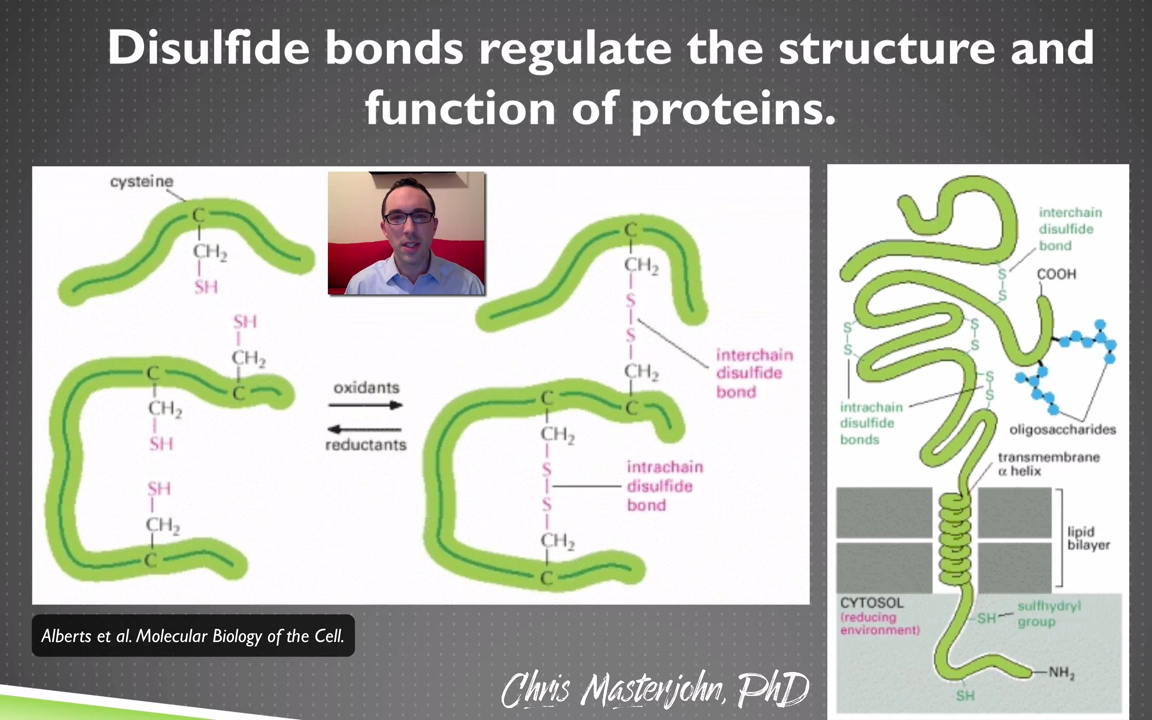 Disulfide bonds regulate the structure and
function of proteins.
cysteine
C
CH2
SH
SH
CH2
C
C
CH2
SH
SH
CH2
C
oxidants
reductants
C
CH2
S
S
CH2
C
interchain
disulfide
bond
C
CH2
S
S
CH2
C
intrachain
disulfide
bond
interchain
disulfide
bond
S
S
COOH
S
S
S
S
S
S
intrachain
disulfide
bonds
oligosaccharides
transmembrane
α helix
lipid
bilayer
CYTOSOL
(reducing
environment)
SH
sulfhydryl
group
NH2
SH
Alberts et al. Molecular Biology of the Cell.
Chris Masterjohn, PhD